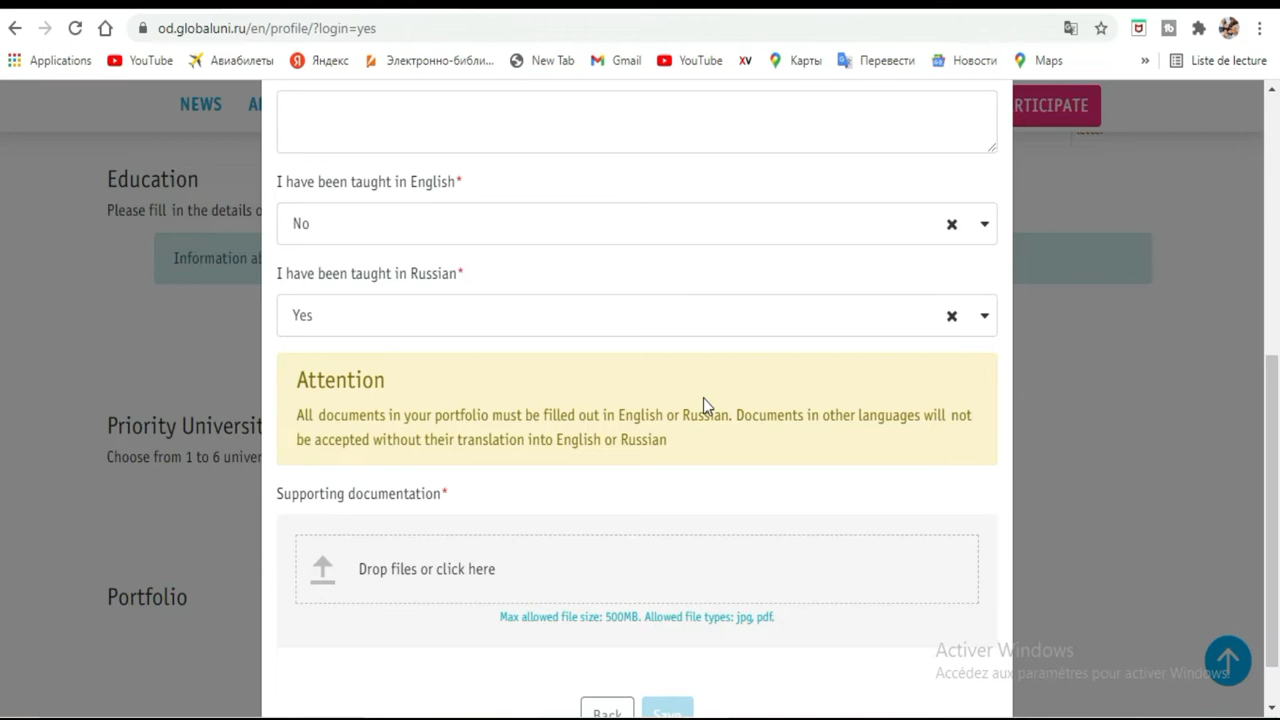 od.globaluni.ru/en/profile/?login=yes
Applications YouTube Авиабилеты Яндекс Электронно-библи... New Tab Gmail YouTube XV Карты Перевести Новости Maps » Liste de lecture
NEWS RTICIPATE
Education
Please fill in the details
Information
I have been taught in English*
No
I have been taught in Russian*
Yes
Attention
All documents in your portfolio must be filled out in English or Russian. Documents in other languages will not
be accepted without their translation into English or Russian
Priority Universit
Choose from 1 to 6 univer
Supporting documentation*
Drop files or click here
Max allowed file size: 500MB. Allowed file types: jpg, pdf.
Portfolio
Activer Windows
Accédez aux paramètres pour activer Windows.
Back Save